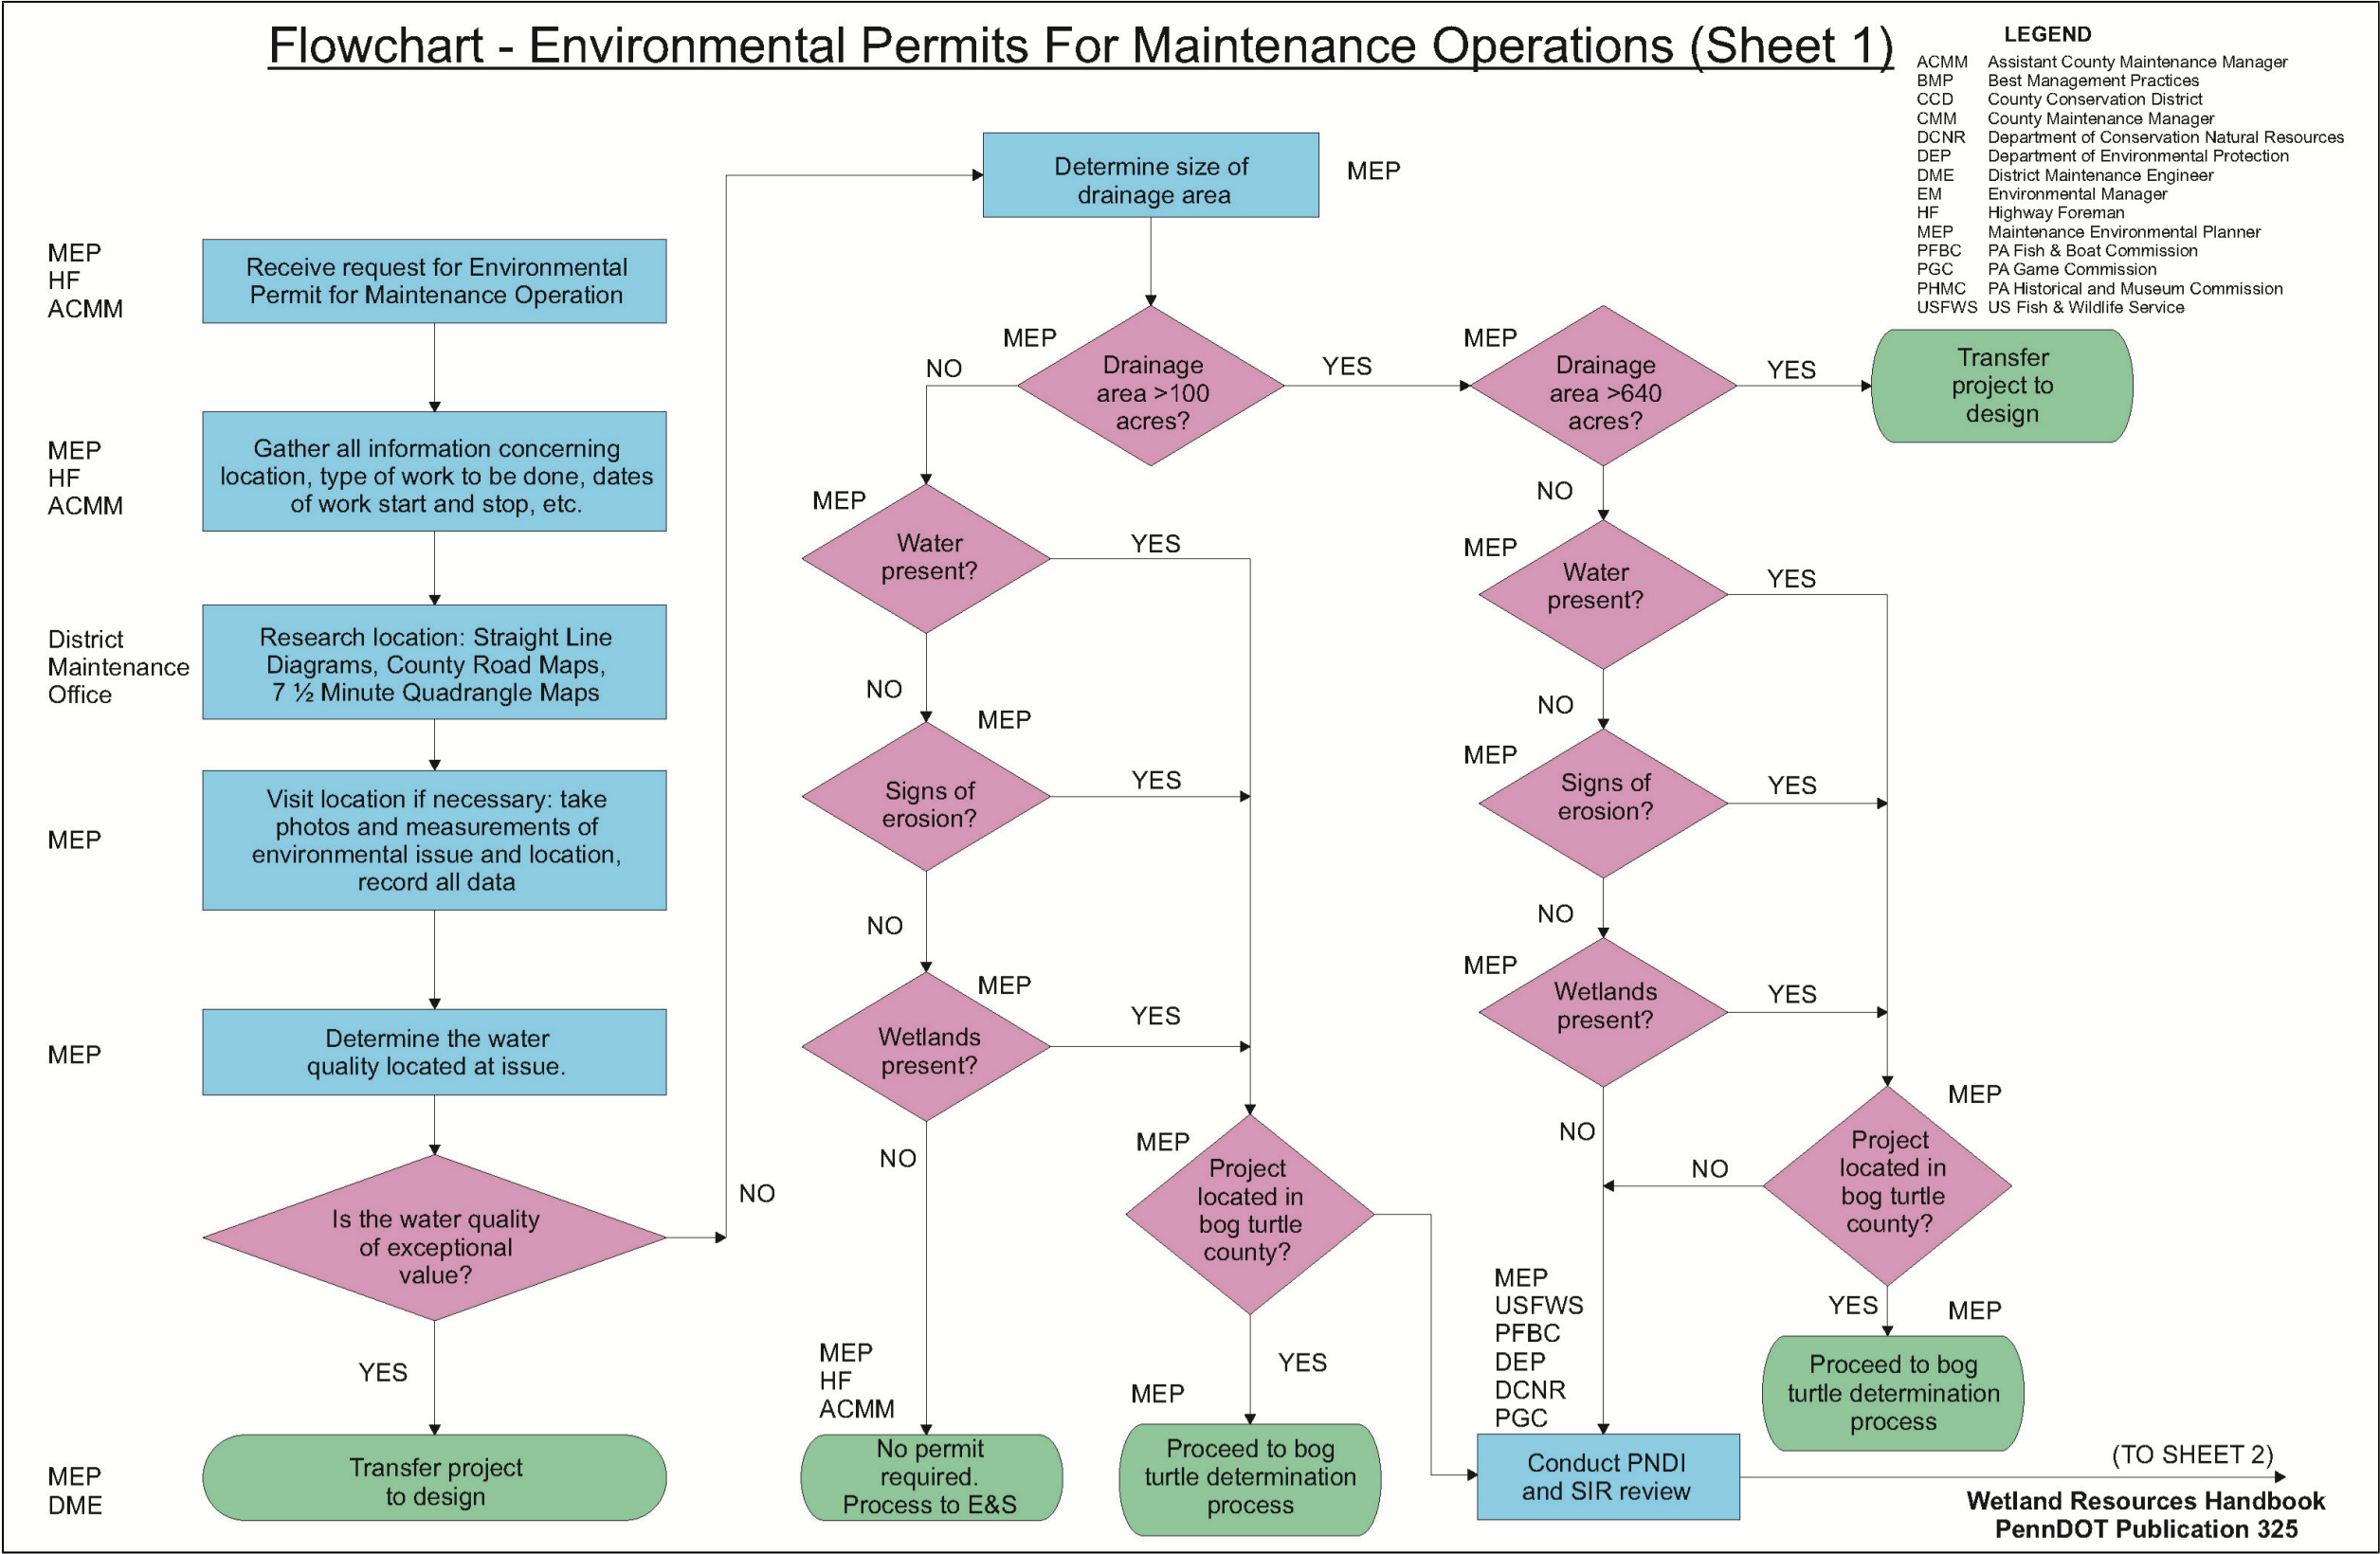 Flowchart - Environmental Permits For Maintenance Operations (Sheet 1)
LEGEND
ACMM Assistant County Maintenance Manager
BMP Best Management Practices
CCD County Conservation District
CMM County Maintenance Manager
DCNR Department of Conservation Natural Resources
DEP Department of Environmental Protection
DME District Maintenance Engineer
EM Environmental Manager
HF Highway Foreman
MEP Maintenance Environmental Planner
PFBC PA Fish & Boat Commission
PGC PA Game Commission
PHMC PA Historical and Museum Commission
USFWS US Fish & Wildlife Service
MEP
HF
ACMM
Receive request for Environmental
Permit for Maintenance Operation
MEP
HF
ACMM
Gather all information concerning
location, type of work to be done, dates
of work start and stop, etc.
District
Maintenance
Office
Research location: Straight Line
Diagrams, County Road Maps,
7 ½ Minute Quadrangle Maps
MEP
Visit location if necessary: take
photos and measurements of
environmental issue and location,
record all data
MEP
Determine the water
quality located at issue.
Is the water quality
of exceptional
value?
NO
YES
MEP
DME
Transfer project
to design
Determine size of
drainage area
MEP
MEP
Drainage
area >100
acres?
NO
YES
MEP
Water
present?
YES
NO
MEP
Signs of
erosion?
YES
NO
MEP
Wetlands
present?
YES
NO
MEP
HF
ACMM
No permit
required.
Process to E&S
MEP
Project
located in
bog turtle
county?
YES
MEP
Proceed to bog
turtle determination
process
MEP
Drainage
area >640
acres?
YES
Transfer
project to
design
NO
MEP
Water
present?
YES
NO
MEP
Signs of
erosion?
YES
NO
MEP
Wetlands
present?
YES
NO
MEP
Project
located in
bog turtle
county?
NO
YES
MEP
Proceed to bog
turtle determination
process
MEP
USFWS
PFBC
DEP
DCNR
PGC
Conduct PNDI
and SIR review
(TO SHEET 2)
Wetland Resources Handbook
PennDOT Publication 325